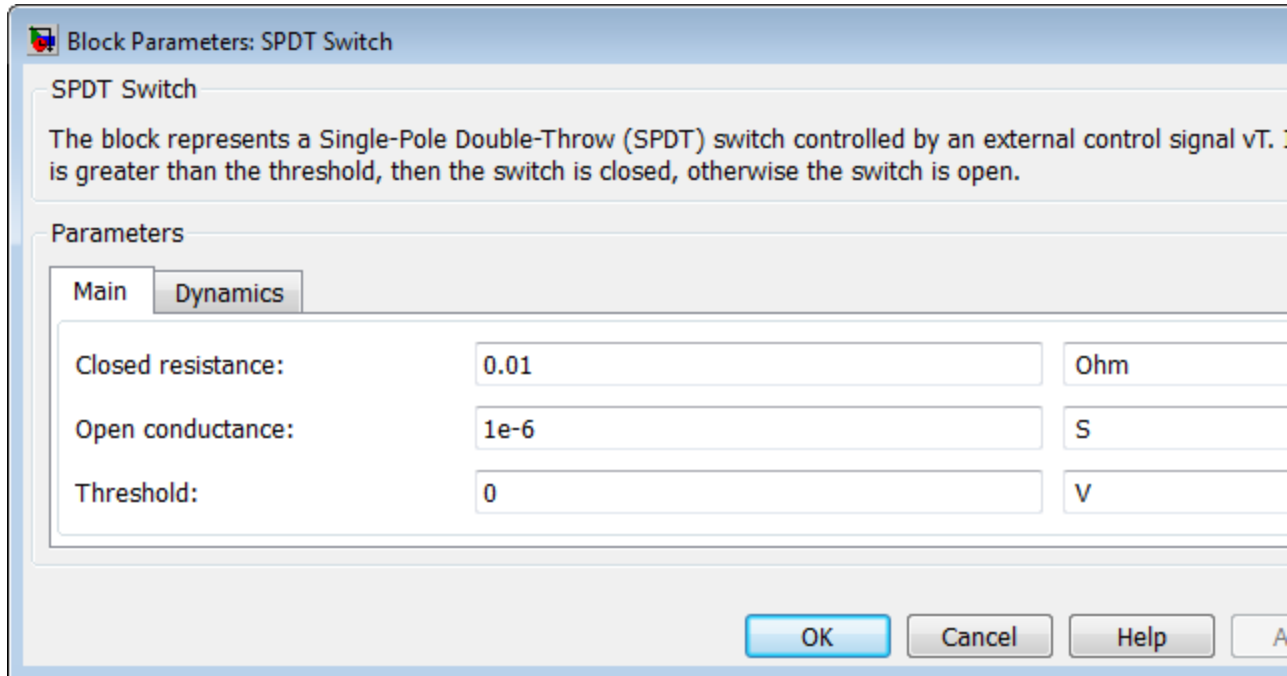 Block Parameters: SPDT Switch
SPDT Switch
The block represents a Single-Pole Double-Throw (SPDT) switch controlled by an external control signal vT.
is greater than the threshold, then the switch is closed, otherwise the switch is open.
Parameters
Main Dynamics
Closed resistance: 0.01 Ohm
Open conductance: 1e-6 S
Threshold: 0 V
OK Cancel Help